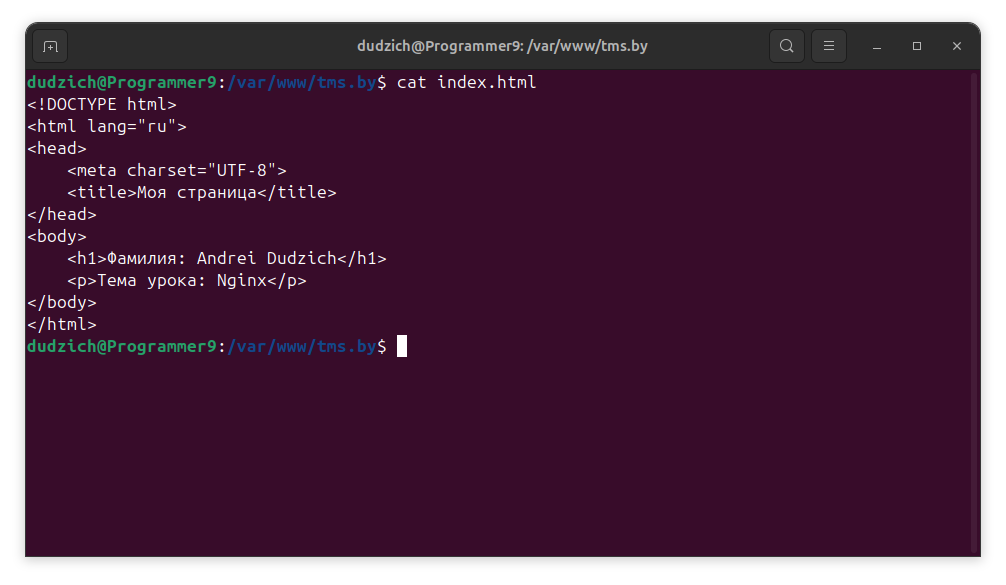 dudzich@Programmer9: /var/www/tms.by
dudzich@Programmer9:/var/www/tms.by$ cat index.html
<!DOCTYPE html>
<html lang="ru">
<head>
    <meta charset="UTF-8">
    <title>Моя страница</title>
</head>
<body>
    <h1>Фамилия: Andrei Dudzich</h1>
    <p>Тема урока: Nginx</p>
</body>
</html>
dudzich@Programmer9:/var/www/tms.by$